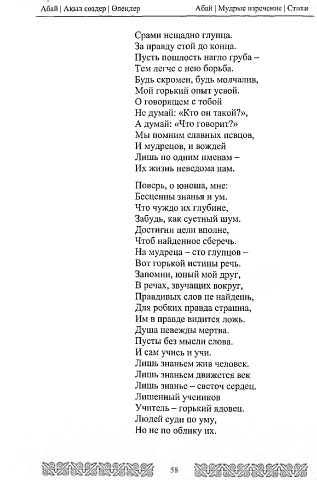 Абай | Ақыл сөздер | Өлеңдер
Абай | Мудрые изречение | Стихи
Срами нещадно глупца.
За правду стой до конца.
Пусть пошлость нагло груба –
Тем легче с нею борьба.
Будь скромен, будь молчалив,
Мой горький опыт усвой.
О говорящем с тобой
Не думай: «Кто он такой?»,
А думай: «Что говорит?»
Мы помним славных певцов,
И мудрецов, и вождей
Лишь по одним именам –
Их жизнь неведома нам.
Поверь, о юноша, мне:
Бесценны знанья и ум.
Что чуждо их глубине,
Забудь, как суетный шум.
Достигни цели вполне,
Чтоб найденное сберечь.
На мудреца – сто глупцов –
Вот горькой истины речь.
Запомни, юный мой друг,
В речах, звучащих вокруг,
Правдивых слов не найдешь,
Для робких правда страшна,
Им в правде видится ложь.
Душа невежды мертва.
Пусты без мысли слова.
И сам учись и учи.
Лишь знаньем жив человек.
Лишь знаньем движется век
Лишь знанье – светоч сердец.
Лишенный учеников
Учитель – горький вдовец.
Людей суди по уму,
Но не по облику их.
58